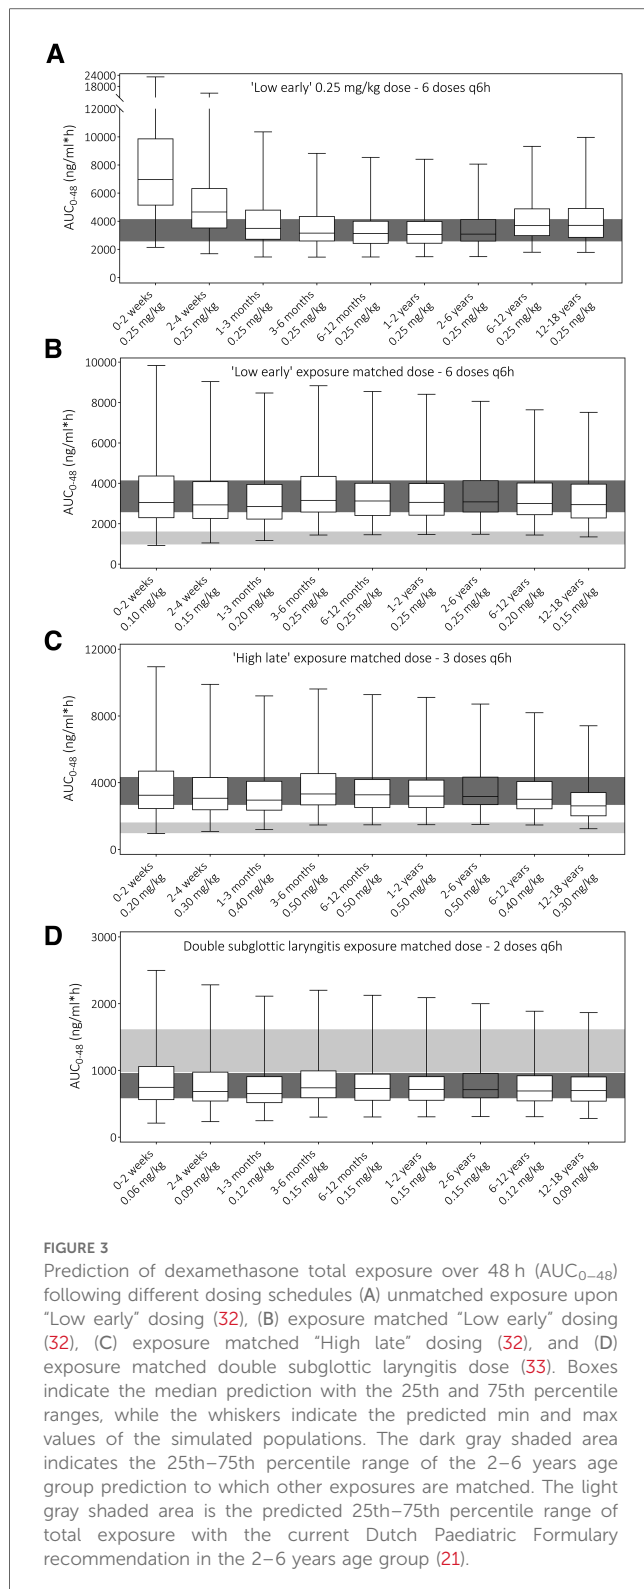 A
'Low early' 0.25 mg/kg dose - 6 doses q6h
AUC0-48 (ng/ml*h)
24000
18000
12000
10000
8000
6000
4000
2000
0
0-2 weeks
0.25 mg/kg
2-4 weeks
0.25 mg/kg
1-3 months
0.25 mg/kg
3-6 months
0.25 mg/kg
6-12 months
0.25 mg/kg
1-2 years
0.25 mg/kg
2-6 years
0.25 mg/kg
6-12 years
0.25 mg/kg
12-18 years
0.25 mg/kg
B
'Low early' exposure matched dose - 6 doses q6h
AUC0-48 (ng/ml*h)
10000
8000
6000
4000
2000
0
0-2 weeks
0.10 mg/kg
2-4 weeks
0.15 mg/kg
1-3 months
0.20 mg/kg
3-6 months
0.25 mg/kg
6-12 months
0.25 mg/kg
1-2 years
0.25 mg/kg
2-6 years
0.25 mg/kg
6-12 years
0.20 mg/kg
12-18 years
0.15 mg/kg
C
'High late' exposure matched dose - 3 doses q6h
AUC0-48 (ng/ml*h)
12000
8000
4000
0
0-2 weeks
0.20 mg/kg
2-4 weeks
0.30 mg/kg
1-3 months
0.40 mg/kg
3-6 months
0.50 mg/kg
6-12 months
0.50 mg/kg
1-2 years
0.50 mg/kg
2-6 years
0.50 mg/kg
6-12 years
0.40 mg/kg
12-18 years
0.30 mg/kg
D
Double subglottic laryngitis exposure matched dose - 2 doses q6h
AUC0-48 (ng/ml*h)
3000
2000
1000
0
0-2 weeks
0.06 mg/kg
2-4 weeks
0.09 mg/kg
1-3 months
0.12 mg/kg
3-6 months
0.15 mg/kg
6-12 months
0.15 mg/kg
1-2 years
0.15 mg/kg
2-6 years
0.15 mg/kg
6-12 years
0.12 mg/kg
12-18 years
0.09 mg/kg
FIGURE 3
Prediction of dexamethasone total exposure over 48 h (AUC0–48)
following different dosing schedules (A) unmatched exposure upon
“Low early” dosing (32), (B) exposure matched “Low early” dosing
(32), (C) exposure matched “High late” dosing (32), and (D)
exposure matched double subglottic laryngitis dose (33). Boxes
indicate the median prediction with the 25th and 75th percentile
ranges, while the whiskers indicate the predicted min and max
values of the simulated populations. The dark gray shaded area
indicates the 25th–75th percentile range of the 2–6 years age
group prediction to which other exposures are matched. The light
gray shaded area is the predicted 25th–75th percentile range of
total exposure with the current Dutch Paediatric Formulary
recommendation in the 2–6 years age group (21).